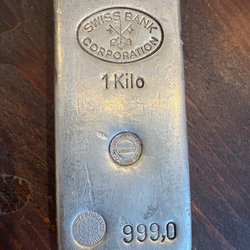 SWISS BANK
CORPORATION
1 Kilo
999,0